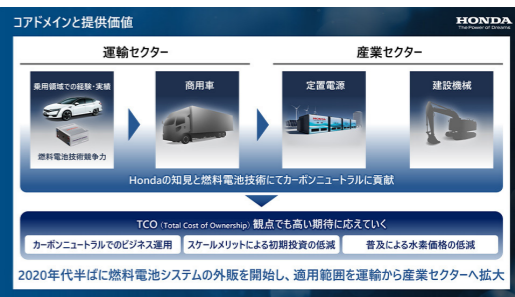 コアドメインと提供価値
HONDA
The Power of Dreams
運輸セクター
産業セクター
乗用領域での経験・実績
商用車
定置電源
建設機械
燃料電池技術競争力
Hondaの知見と燃料電池技術にてカーボンニュートラルに貢献
TCO (Total Cost of Ownership) 観点でも高い期待に応えていく
カーボンニュートラルでのビジネス運用
スケールメリットによる初期投資の低減
普及による水素価格の低減
2020年代半ばに燃料電池システムの外販を開始し、適用範囲を運輸から産業セクターへ拡大